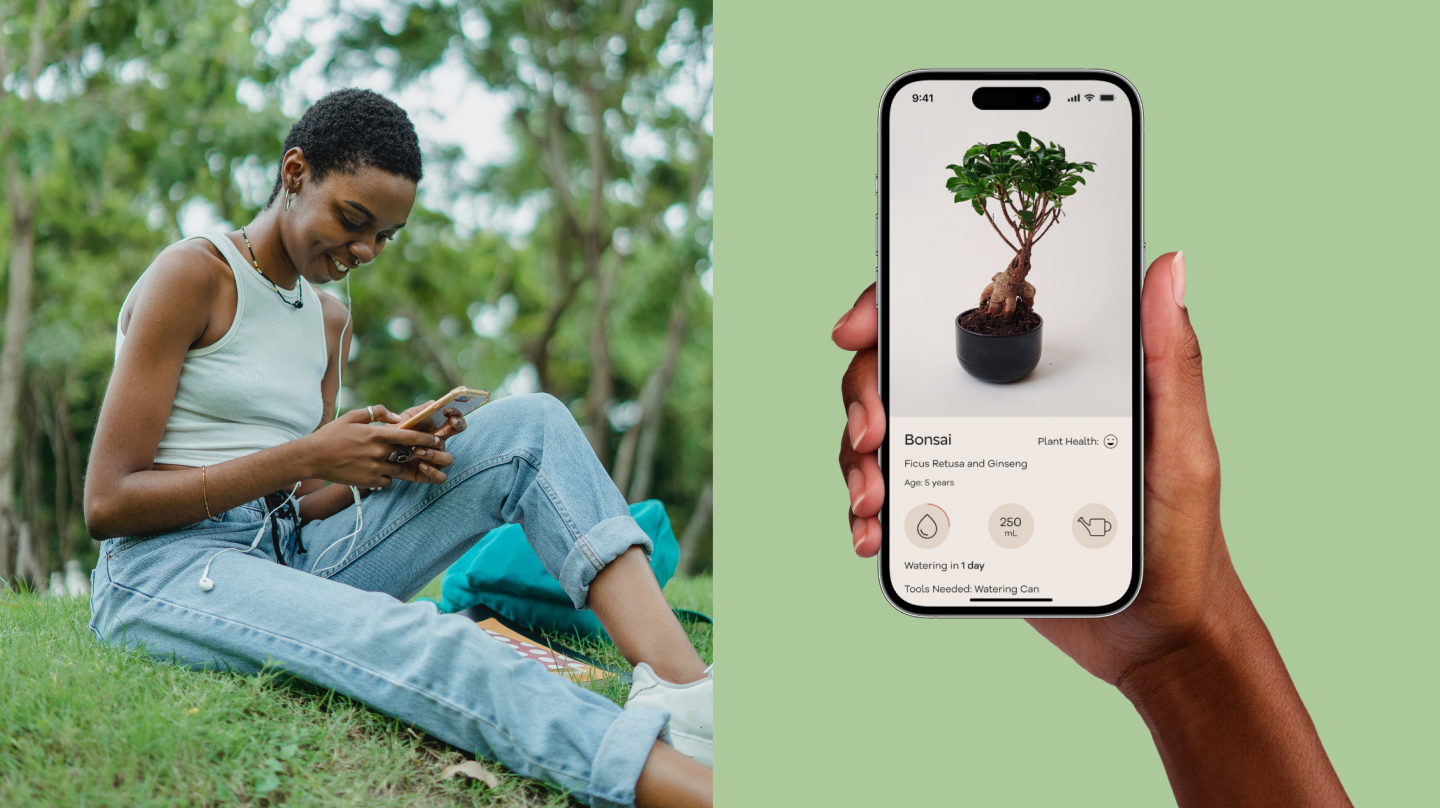 9:41
Bonsai
Plant Health:
Ficus Retusa and Ginseng
Age: 5 years
250
mL
Watering in 1 day
Tools Needed: Watering Can